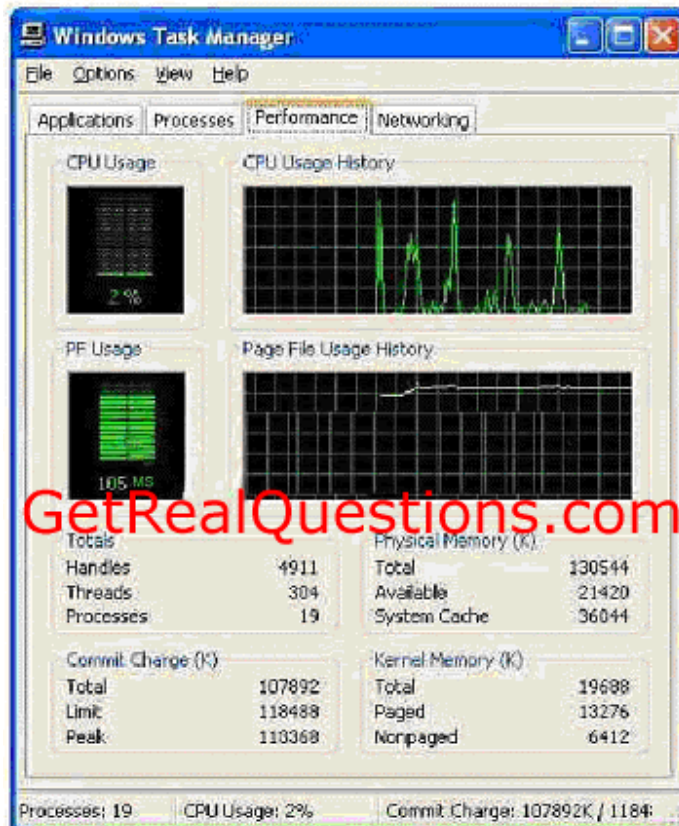 Windows Task Manager
File Options View Help
Applications Processes Performance Networking
CPU Usage
CPU Usage History
2 %
PF Usage
Page File Usage History
105 MB
GetRealQuestions.com
Totals
Handles 4911
Threads 304
Processes 19
Physical Memory (K)
Total 130544
Available 21420
System Cache 36044
Commit Charge (K)
Total 107892
Limit 118488
Peak 113368
Kernel Memory (K)
Total 19688
Paged 13276
Nonpaged 6412
Processes: 19 CPU Usage: 2% Commit Charge: 107892K / 1184